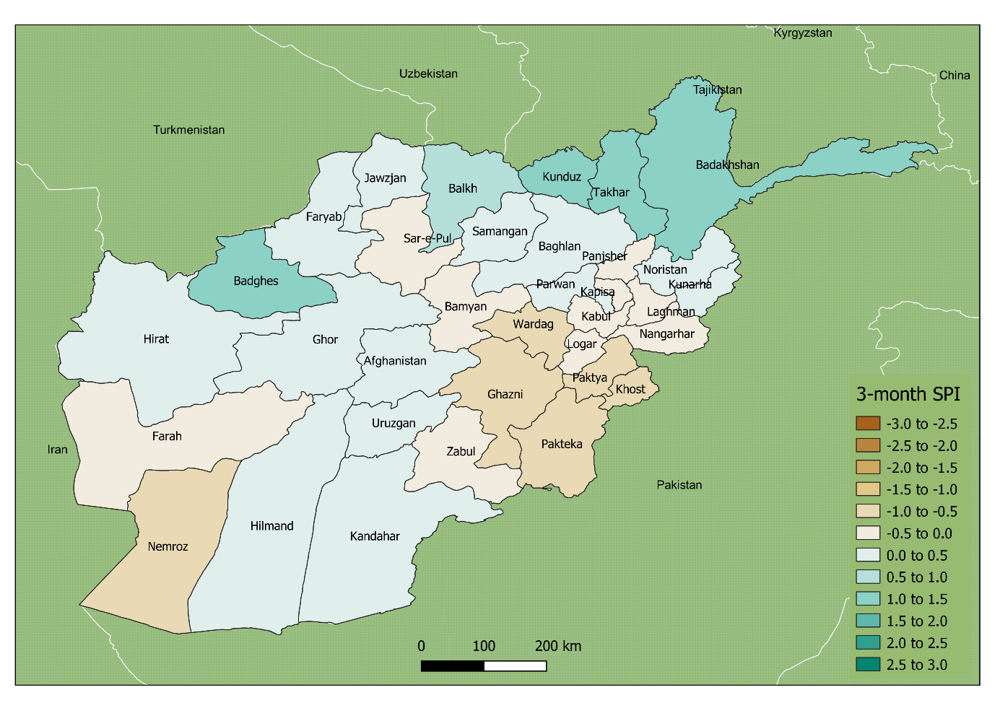 Kyrgyzstan
Uzbekistan
China
Tajikistan
Turkmenistan
Badakhshan
Jawzjan
Kunduz
Balkh
Takhar
Faryab
Samangan
Sar-e-Pul
Baghlan
Panjsher
Noristan
Badghes
Parwan
Kunarha
Kapisa
Bamyan
Laghman
Kabul
Wardag
Nangarhar
Hirat
Ghor
Logar
Afghanistan
Paktya
Khost
Ghazni
3-month SPI
Uruzgan
-3.0 to -2.5
Farah
Pakteka
-2.5 to -2.0
Iran
Zabul
-2.0 to -1.5
Pakistan
-1.5 to -1.0
-1.0 to -0.5
Hilmand
Kandahar
-0.5 to 0.0
Nemroz
0.0 to 0.5
0.5 to 1.0
1.0 to 1.5
1.5 to 2.0
0 100 200 km
2.0 to 2.5
2.5 to 3.0